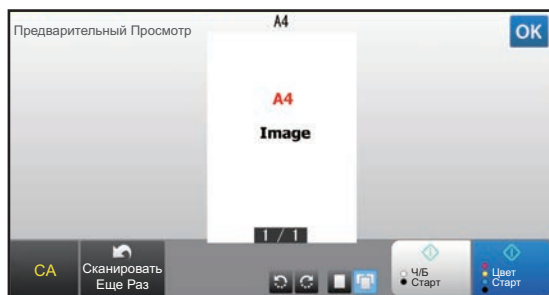 Предварительный Просмотр
A4
OK
A4
Image
1 / 1
CA
Сканировать
Еще Раз
Ч/Б
Старт
Цвет
Старт